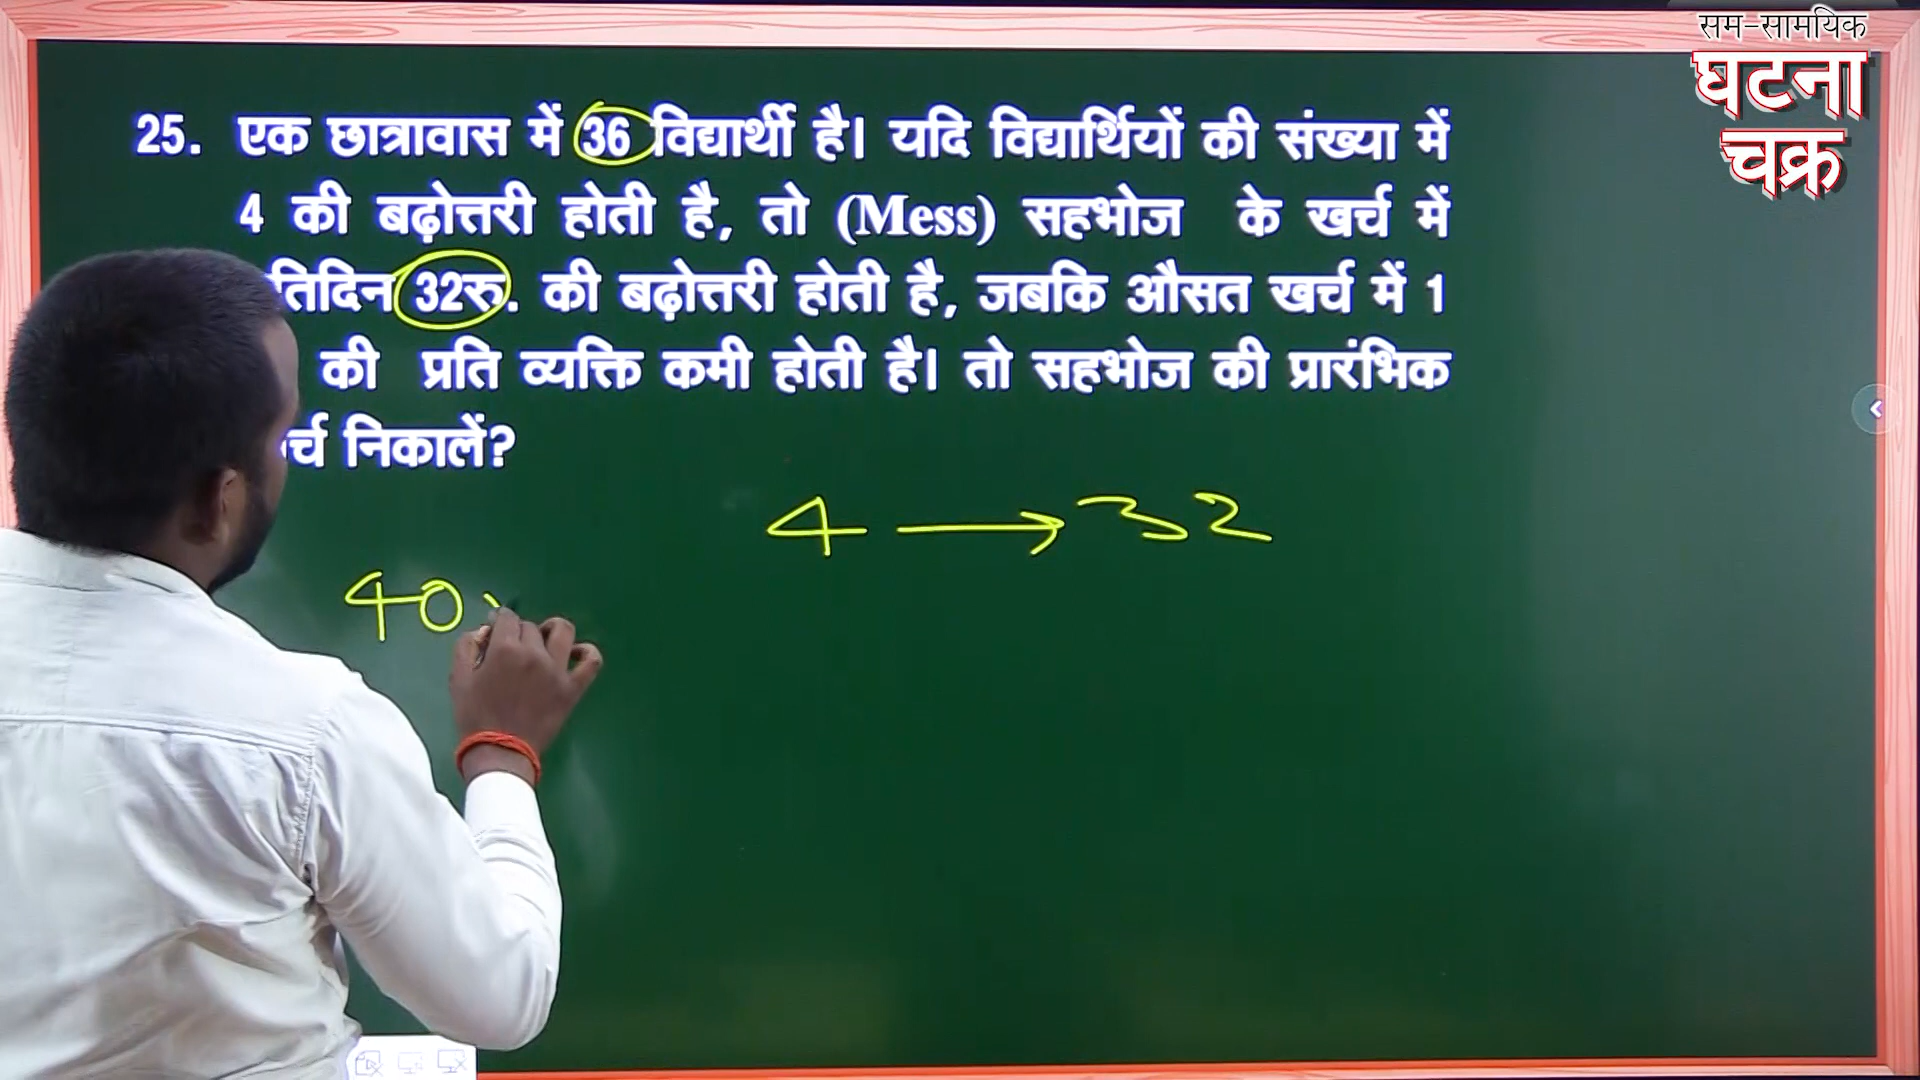 सम-सामयिक
घटना
चक्र
25. एक छात्रावास में 36 विद्यार्थी है। यदि विद्यार्थियों की संख्या में
4 की बढ़ोत्तरी होती है, तो (Mess) सहभोज के खर्च में
तिदिन 32रु. की बढ़ोत्तरी होती है, जबकि औसत खर्च में 1
की प्रति व्यक्ति कमी होती है। तो सहभोज की प्रारंभिक
र्च निकालें?
4 → 32
40